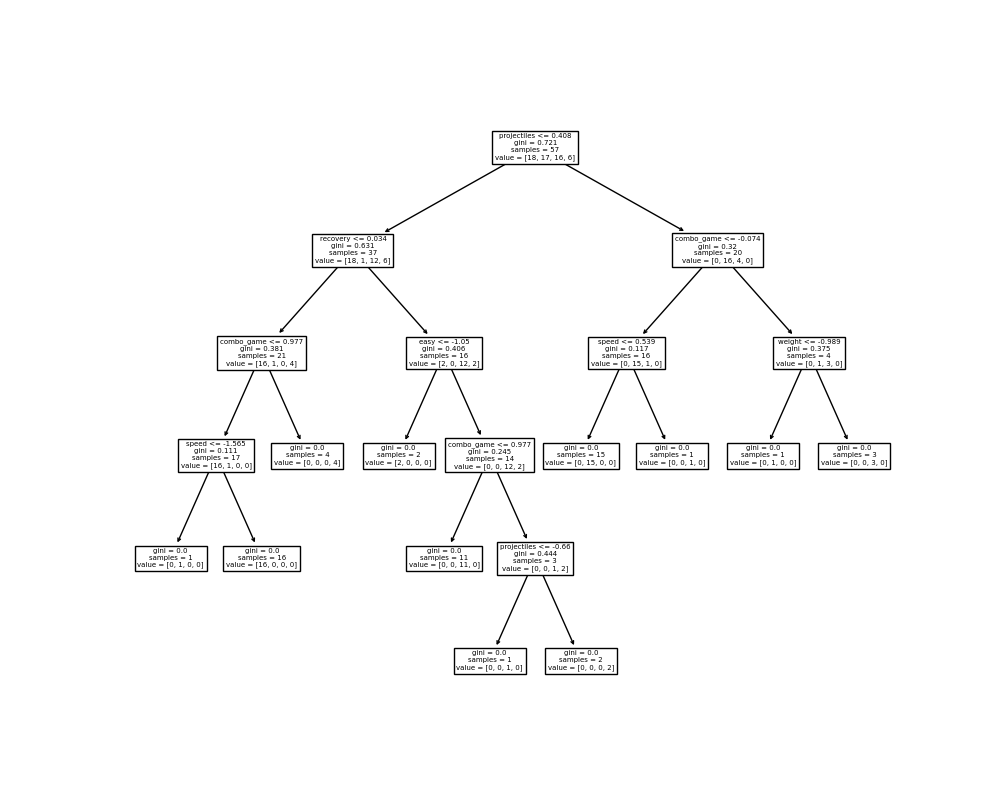 projectiles <= 0.408
gini = 0.721
samples = 57
value = [18, 17, 16, 6]
recovery <= 0.034
gini = 0.631
samples = 37
value = [18, 1, 12, 6]
combo_game <= -0.074
gini = 0.32
samples = 20
value = [0, 16, 4, 0]
combo_game <= 0.977
gini = 0.381
samples = 21
value = [16, 1, 0, 4]
easy <= -1.05
gini = 0.406
samples = 16
value = [2, 0, 12, 2]
speed <= 0.539
gini = 0.117
samples = 16
value = [0, 15, 1, 0]
weight <= -0.989
gini = 0.375
samples = 4
value = [0, 1, 3, 0]
speed <= -1.565
gini = 0.111
samples = 17
value = [16, 1, 0, 0]
gini = 0.0
samples = 4
value = [0, 0, 0, 4]
gini = 0.0
samples = 2
value = [2, 0, 0, 0]
combo_game <= 0.977
gini = 0.245
samples = 14
value = [0, 0, 12, 2]
gini = 0.0
samples = 15
value = [0, 15, 0, 0]
gini = 0.0
samples = 1
value = [0, 0, 1, 0]
gini = 0.0
samples = 1
value = [0, 1, 0, 0]
gini = 0.0
samples = 3
value = [0, 0, 3, 0]
gini = 0.0
samples = 1
value = [0, 1, 0, 0]
gini = 0.0
samples = 16
value = [16, 0, 0, 0]
gini = 0.0
samples = 11
value = [0, 0, 11, 0]
projectiles <= -0.66
gini = 0.444
samples = 3
value = [0, 0, 1, 2]
gini = 0.0
samples = 1
value = [0, 0, 1, 0]
gini = 0.0
samples = 2
value = [0, 0, 0, 2]